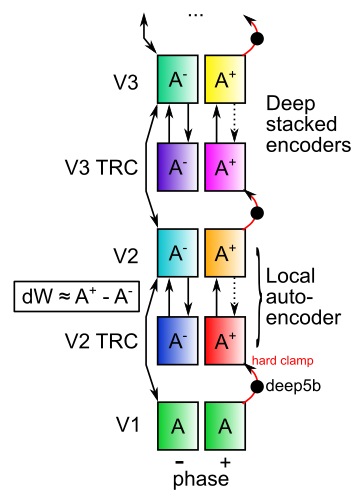 ...
V3
A-
A+
Deep
stacked
encoders
V3 TRC
A-
A+
V2
A-
A+
dW ≈ A+ - A-
Local
auto-
encoder
V2 TRC
A-
A+
hard clamp
deep5b
V1
A
A
- +
phase